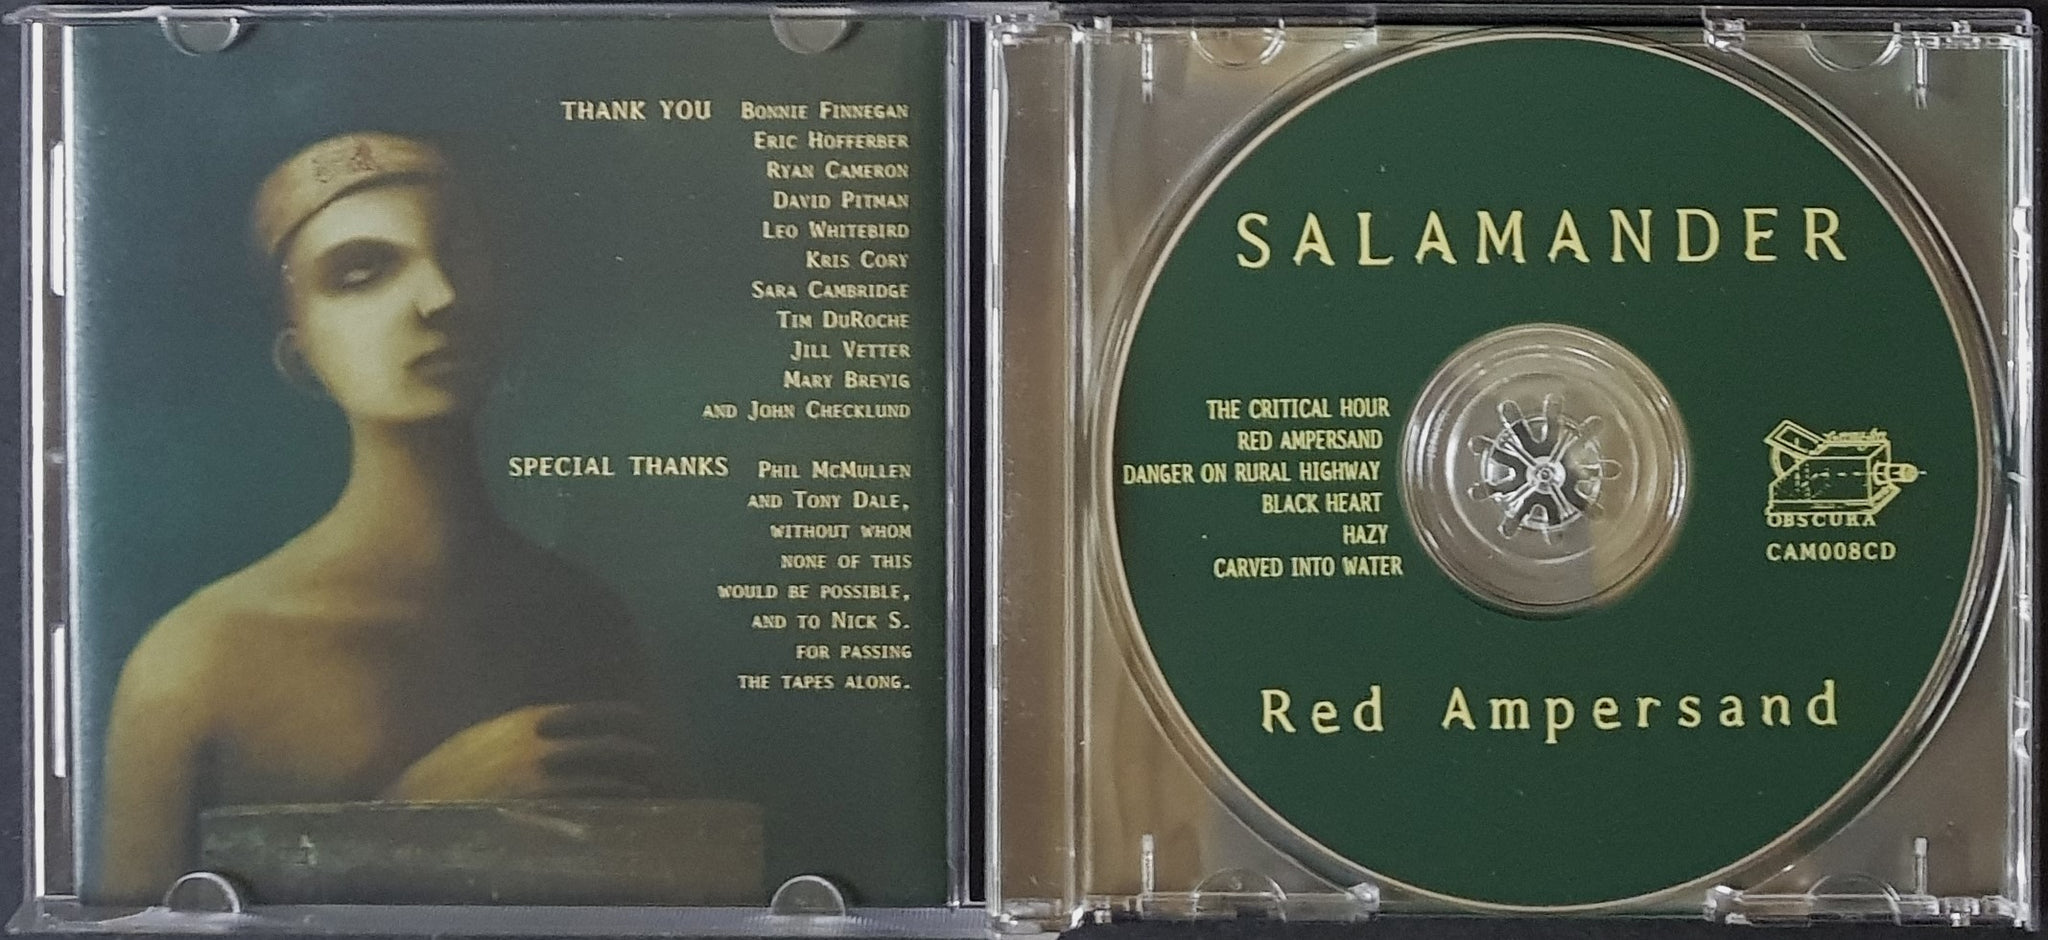 THANK YOU BONNIE FINNEGAN
ERIC HOFFERBER
RYAN CAMERON
DAVID PITMAN
LEO WHITEBIRD
KRIS CORY
SARA CAMBRIDGE
TIM DUROCHE
JILL VETTER
MARY BREVIG
AND JOHN CHECKLUND
SPECIAL THANKS PHIL MCMULLEN
AND TONY DALE,
WITHOUT WHOM
NONE OF THIS
WOULD BE POSSIBLE,
AND TO NICK S.
FOR PASSING
THE TAPES ALONG.
SALAMANDER
THE CRITICAL HOUR
RED AMPERSAND
DANGER ON RURAL HIGHWAY
BLACK HEART
HAZY
CARVED INTO WATER
OBSCURA
CAM008CD
Red Ampersand